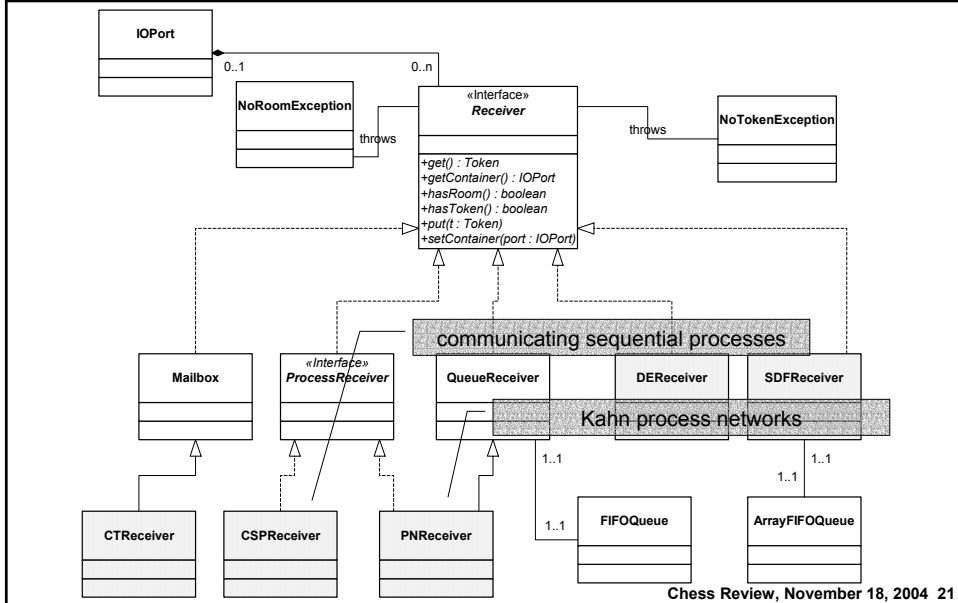 IOPort
0..1
0..n
NoRoomException
throws
«Interface»
Receiver
+get() : Token
+getContainer() : IOPort
+hasRoom() : boolean
+hasToken() : boolean
+put(t : Token)
+setContainer(port : IOPort)
throws
NoTokenException
communicating sequential processes
Mailbox
«Interface»
ProcessReceiver
QueueReceiver
DEReceiver
SDFReceiver
Kahn process networks
1..1
1..1
1..1
1..1
CTReceiver
CSPReceiver
PNReceiver
FIFOQueue
ArrayFIFOQueue
Chess Review, November 18, 2004 21